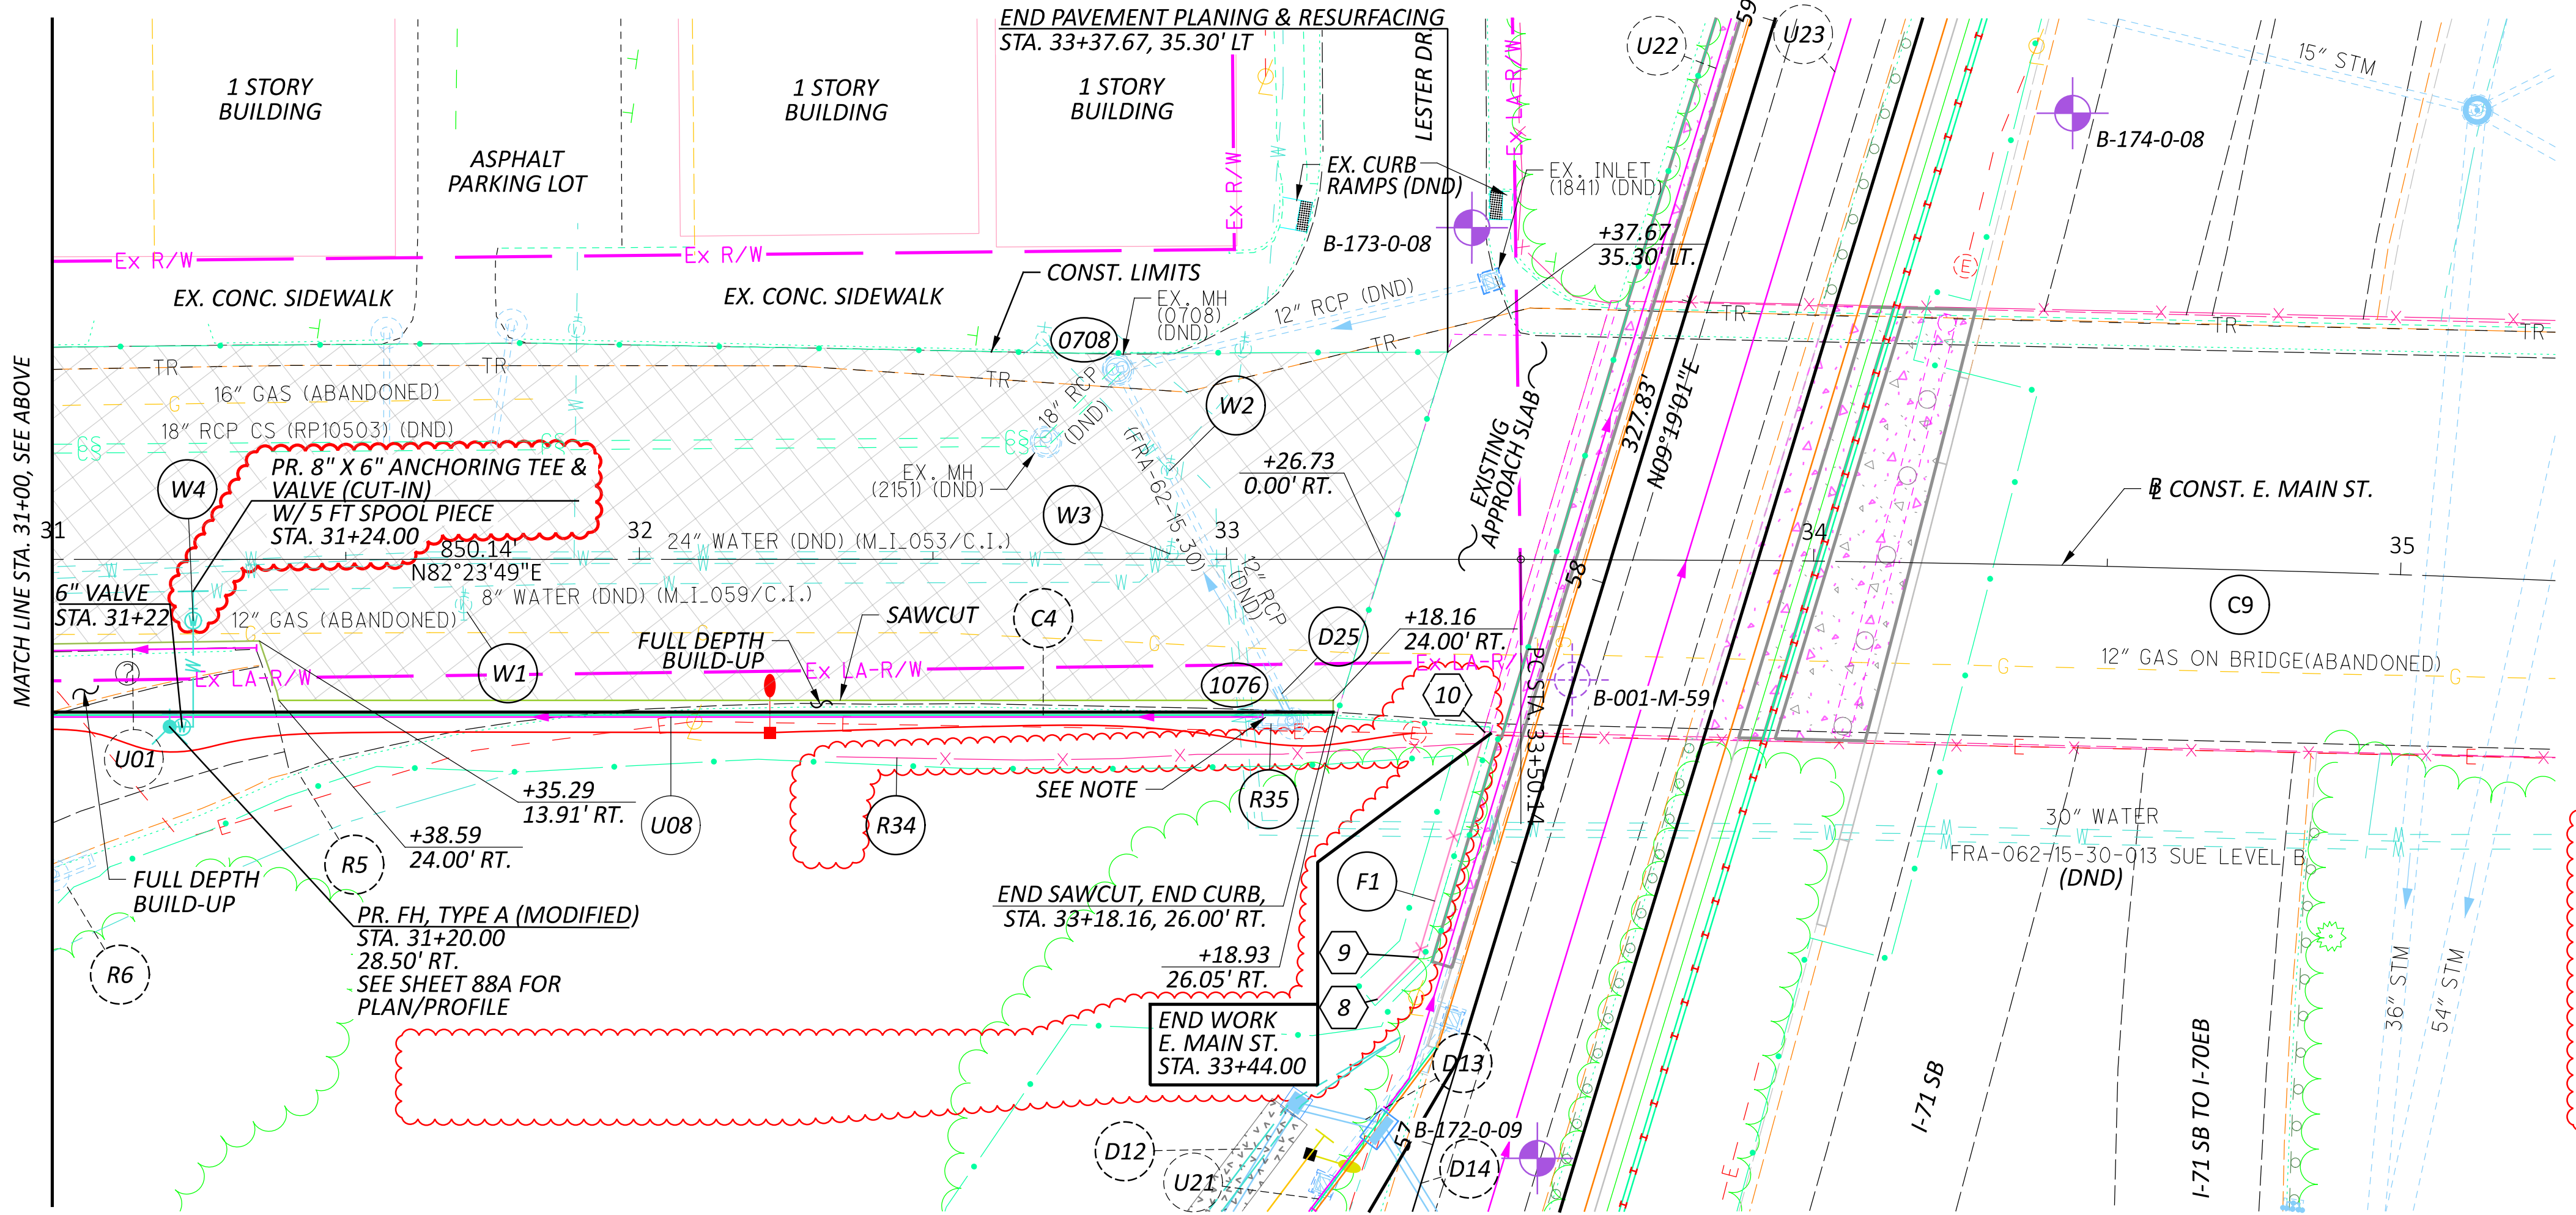 END PAVEMENT PLANING & RESURFACING
STA. 33+37.67, 35.30' LT
LESTER DR.
Ex LA-R/W
U22
59
U23
15" STM
1 STORY
BUILDING
1 STORY
BUILDING
1 STORY
BUILDING
ASPHALT
PARKING LOT
Ex R/W
W
EX. CURB
RAMPS (DND)
EX. INLET
(1841) (DND)
B-174-0-08
B-173-0-08
+37.67
35.30' LT.
E
Ex R/W
Ex R/W
EX. CONC. SIDEWALK
EX. CONC. SIDEWALK
CONST. LIMITS
EX. MH
(0708)
(DND)
0708
12" RCP (DND)
TR
TR
TR
TR
TR
TR
TR
MATCH LINE STA. 31+00, SEE ABOVE
16" GAS (ABANDONED)
G
18" RCP CS (RP10503) (DND)
CS
CS
CS
CS
18" RCP
(DND)
W2
(FRA-62-15.30)
EXISTING
APPROACH SLAB
327.83'
N09°19'01"E
W4
PR. 8" X 6" ANCHORING TEE &
VALVE (CUT-IN)
W/ 5 FT SPOOL PIECE
STA. 31+24.00
EX. MH
(2151) (DND)
+26.73
0.00' RT.
W3
BL CONST. E. MAIN ST.
31
32
33
34
35
850.14'
N82°23'49"E
24" WATER (DND) (M_I_053/C.I.)
58
6" VALVE
STA. 31+22
8" WATER (DND) (M_I_059/C.I.)
12" GAS (ABANDONED)
12" RCP
(DND)
C9
SAWCUT
C4
FULL DEPTH
BUILD-UP
D25
+18.16
24.00' RT.
Ex LA-R/W
W1
Ex LA-R/W
Ex LA-R/
12" GAS ON BRIDGE(ABANDONED)
G
G
1076
10
B-001-M-59
PC STA. 33+50.14
?
U01
+35.29
13.91' RT.
U08
R34
SEE NOTE
R35
+38.59
24.00' RT.
R5
30" WATER
FRA-062-15-30-013 SUE LEVEL B
(DND)
FULL DEPTH
BUILD-UP
R6
PR. FH, TYPE A (MODIFIED)
STA. 31+20.00
28.50' RT.
SEE SHEET 88A FOR
PLAN/PROFILE
END SAWCUT, END CURB,
STA. 33+18.16, 26.00' RT.
F1
+18.93
26.05' RT.
9
8
END WORK
E. MAIN ST.
STA. 33+44.00
D13
D12
U21
57
B-172-0-09
D14
I-71 SB
I-71 SB TO I-70EB
36" STM
54" STM